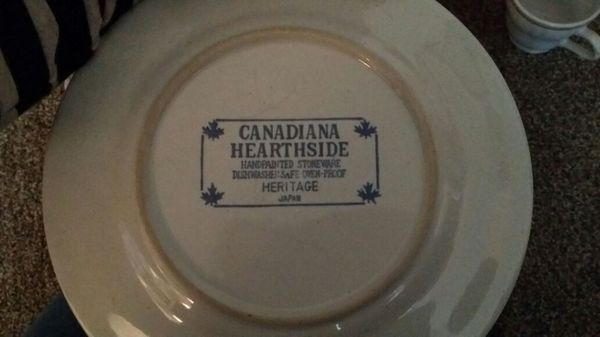 CANADIANA
HEARTHSIDE
HANDPAINTED STONEWARE
DISHWASHER SAFE OVEN-PROOF
HERITAGE
JAPAN